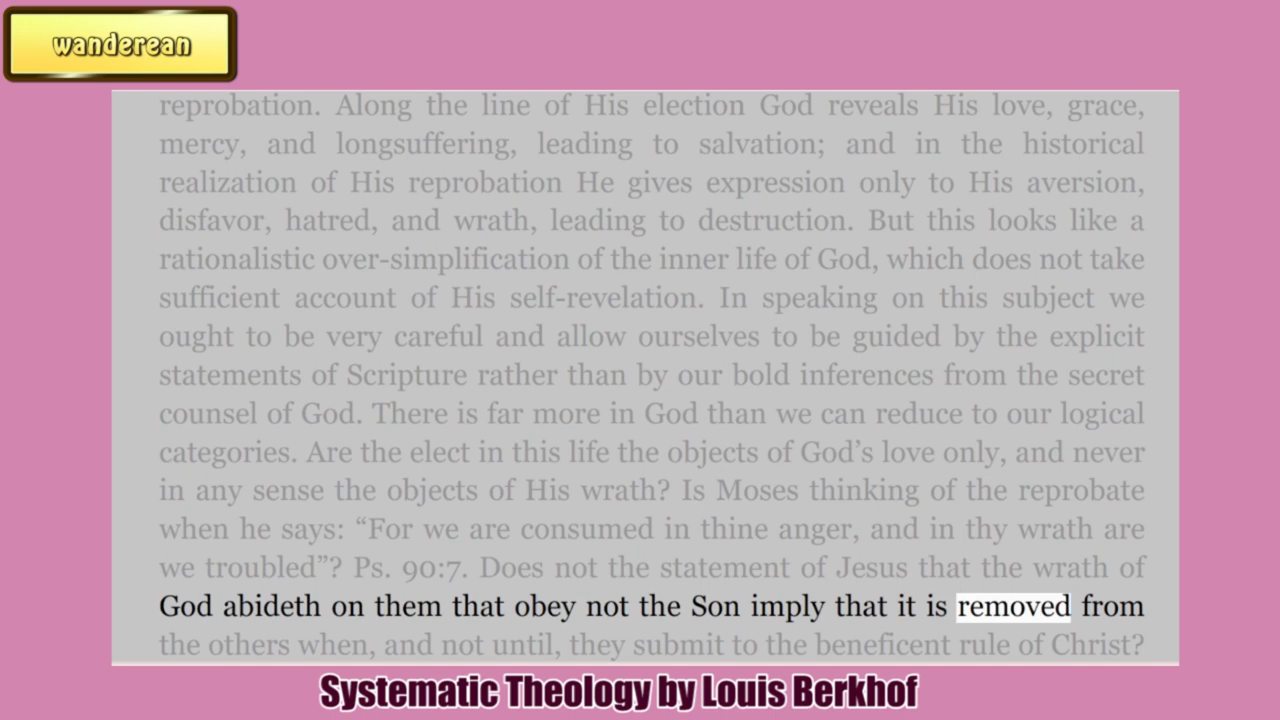 wanderean
reprobation. Along the line of His election God reveals His love, grace,
mercy, and longsuffering, leading to salvation; and in the historical
realization of His reprobation He gives expression only to His aversion,
disfavor, hatred, and wrath, leading to destruction. But this looks like a
rationalistic over-simplification of the inner life of God, which does not take
sufficient account of His self-revelation. In speaking on this subject we
ought to be very careful and allow ourselves to be guided by the explicit
statements of Scripture rather than by our bold inferences from the secret
counsel of God. There is far more in God than we can reduce to our logical
categories. Are the elect in this life the objects of God’s love only, and never
in any sense the objects of His wrath? Is Moses thinking of the reprobate
when he says: “For we are consumed in thine anger, and in thy wrath are
we troubled”? Ps. 90:7. Does not the statement of Jesus that the wrath of
God abideth on them that obey not the Son imply that it is removed from
the others when, and not until, they submit to the beneficent rule of Christ?
Systematic Theology by Louis Berkhof